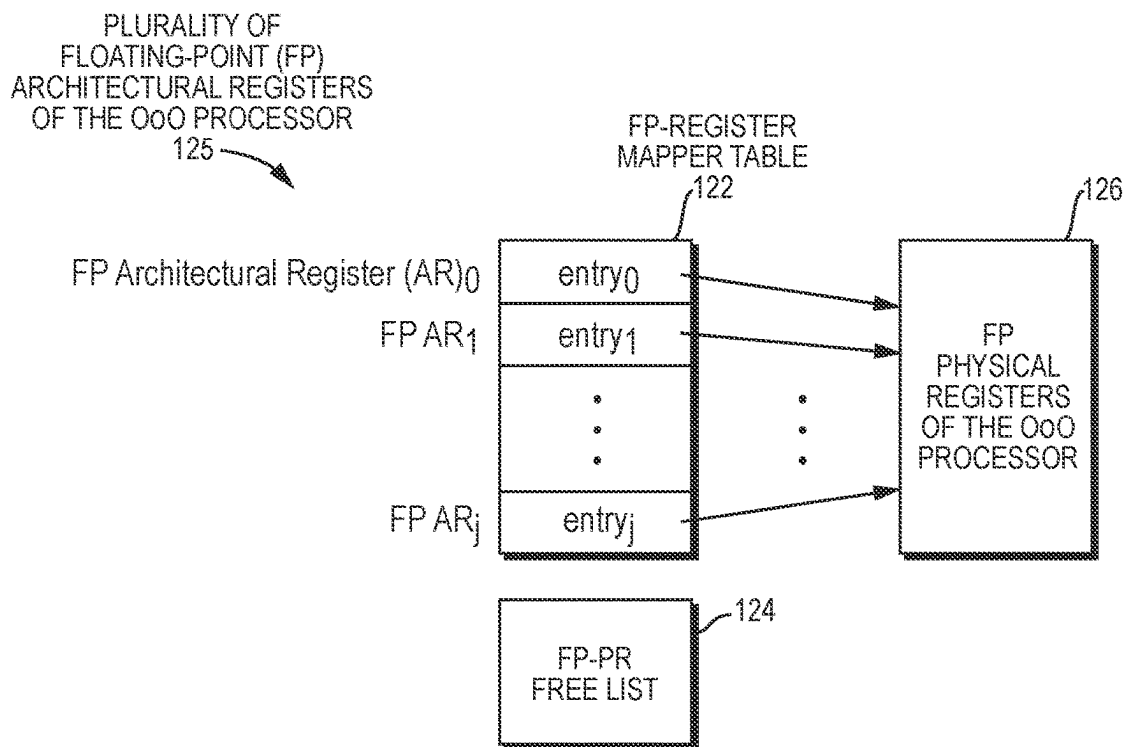 PLURALITY OF
FLOATING-POINT (FP)
ARCHITECTURAL REGISTERS
OF THE OoO PROCESSOR
125
FP-REGISTER
MAPPER TABLE
122
126
FP Architectural Register (AR)0
entry0
FP AR1
entry1
FP ARj
entryj
FP
PHYSICAL
REGISTERS
OF THE OoO
PROCESSOR
124
FP-PR
FREE LIST